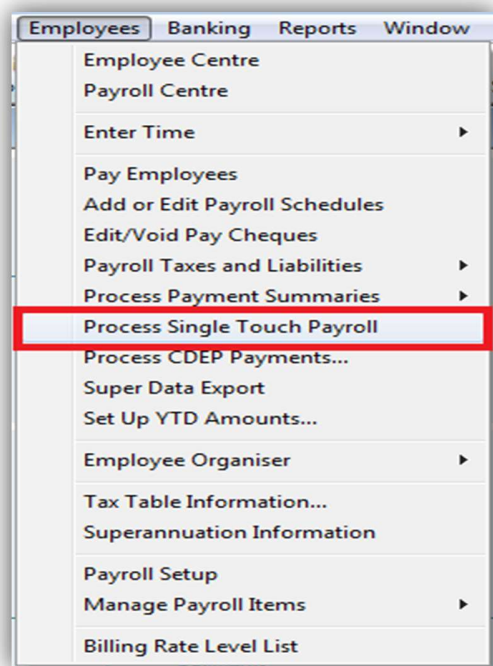 Employees Banking Reports Window
Employee Centre
Payroll Centre
Enter Time
Pay Employees
Add or Edit Payroll Schedules
Edit/Void Pay Cheques
Payroll Taxes and Liabilities
Process Payment Summaries
Process Single Touch Payroll
Process CDEP Payments...
Super Data Export
Set Up YTD Amounts...
Employee Organiser
Tax Table Information...
Superannuation Information
Payroll Setup
Manage Payroll Items
Billing Rate Level List